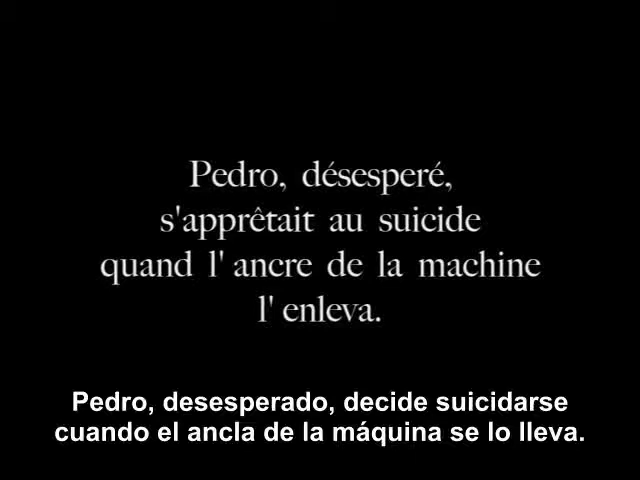 Pedro, désesperé,
s'apprêtait au suicide
quand l' ancre de la machine
l' enleva.
Pedro, desesperado, decide suicidarse
cuando el ancla de la máquina se lo lleva.